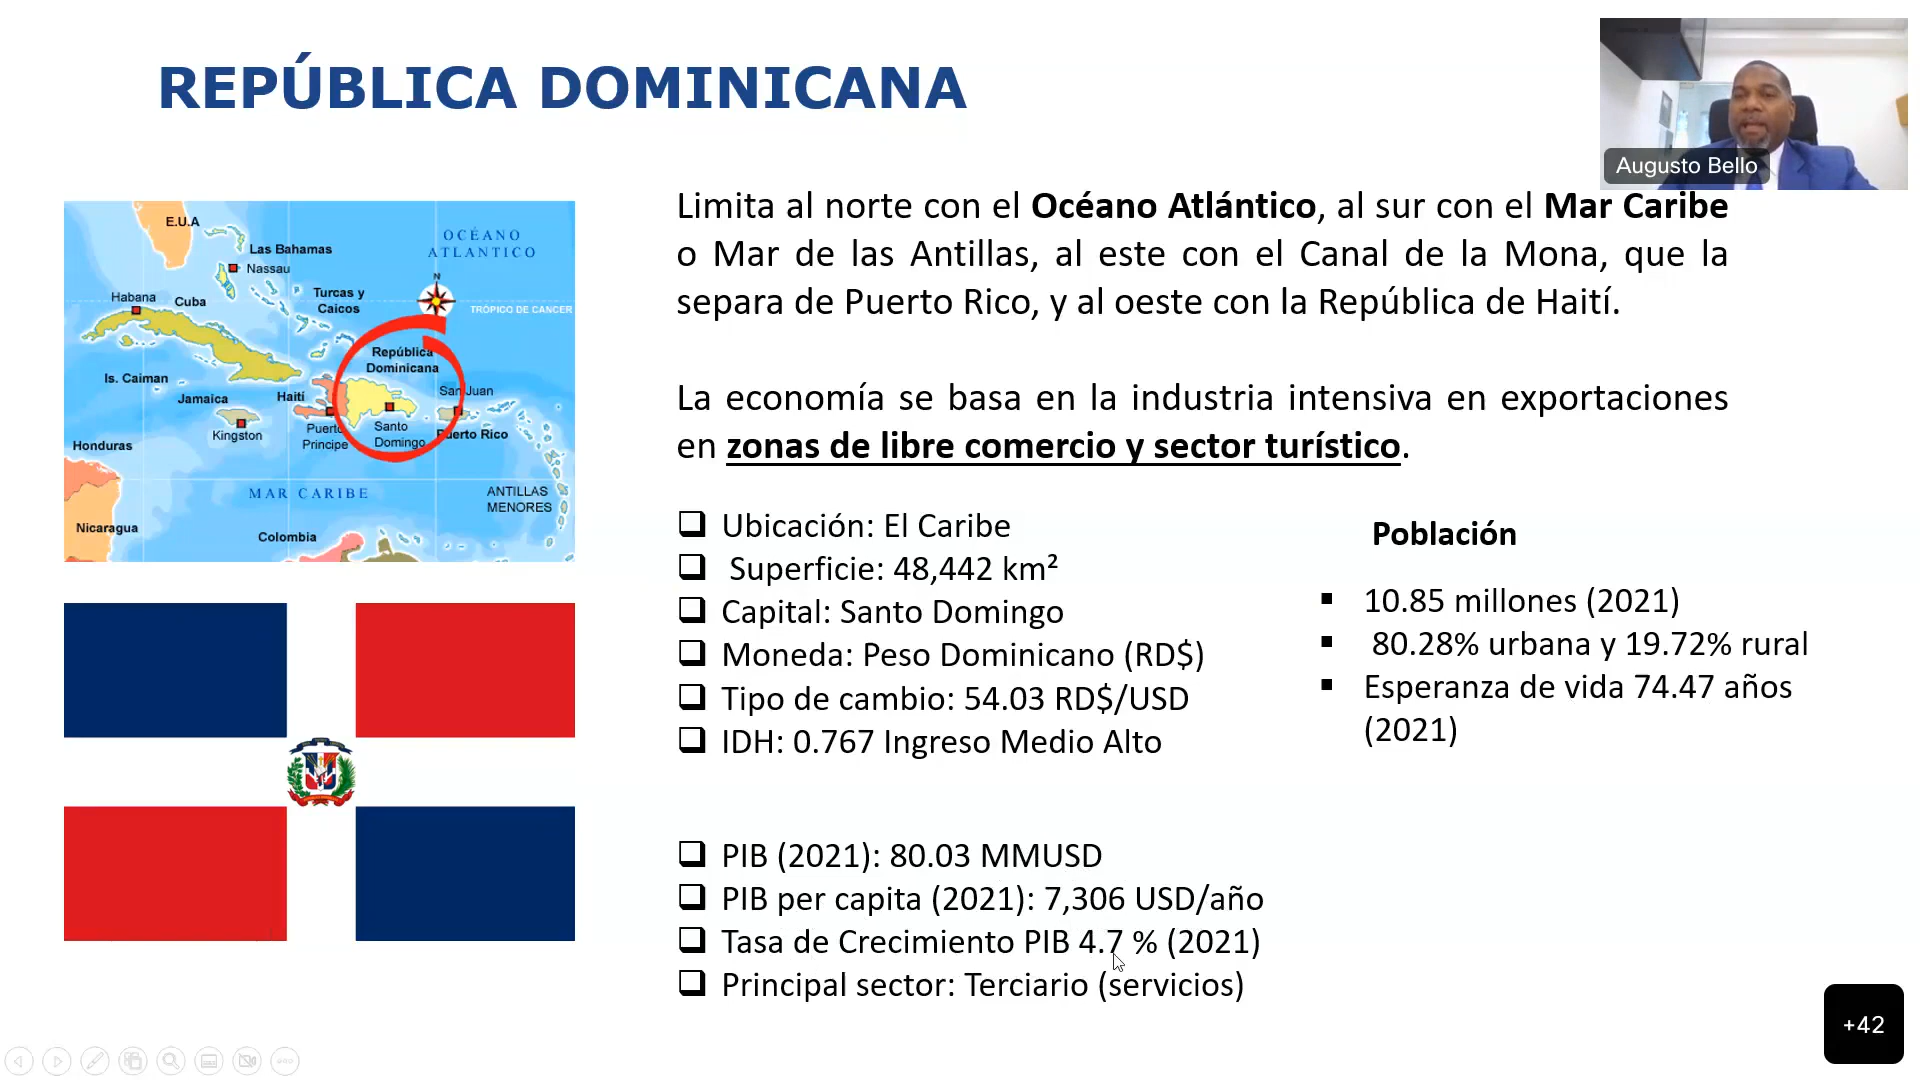 REPÚBLICA DOMINICANA
Augusto Bello
Limita al norte con el Océano Atlántico, al sur con el Mar Caribe
o Mar de las Antillas, al este con el Canal de la Mona, que la
separa de Puerto Rico, y al oeste con la República de Haití.
La economía se basa en la industria intensiva en exportaciones
en zonas de libre comercio y sector turístico.
E.U.A
OCÉANO
ATLANTICO
Las Bahamas
Nassau
N
Habana
Cuba
Turcas y
Caicos
TRÓPICO DE CANCER
República
Dominicana
Is. Caiman
Jamaica
Haití
San Juan
Kingston
Puerto
Principe
Santo
Domingo
Puerto Rico
Honduras
MAR CARIBE
ANTILLAS
MENORES
Nicaragua
Colombia
Ubicación: El Caribe
Superficie: 48,442 km²
Capital: Santo Domingo
Moneda: Peso Dominicano (RD$)
Tipo de cambio: 54.03 RD$/USD
IDH: 0.767 Ingreso Medio Alto
Población
10.85 millones (2021)
80.28% urbana y 19.72% rural
Esperanza de vida 74.47 años
(2021)
PIB (2021): 80.03 MMUSD
PIB per capita (2021): 7,306 USD/año
Tasa de Crecimiento PIB 4.7 % (2021)
Principal sector: Terciario (servicios)
+42